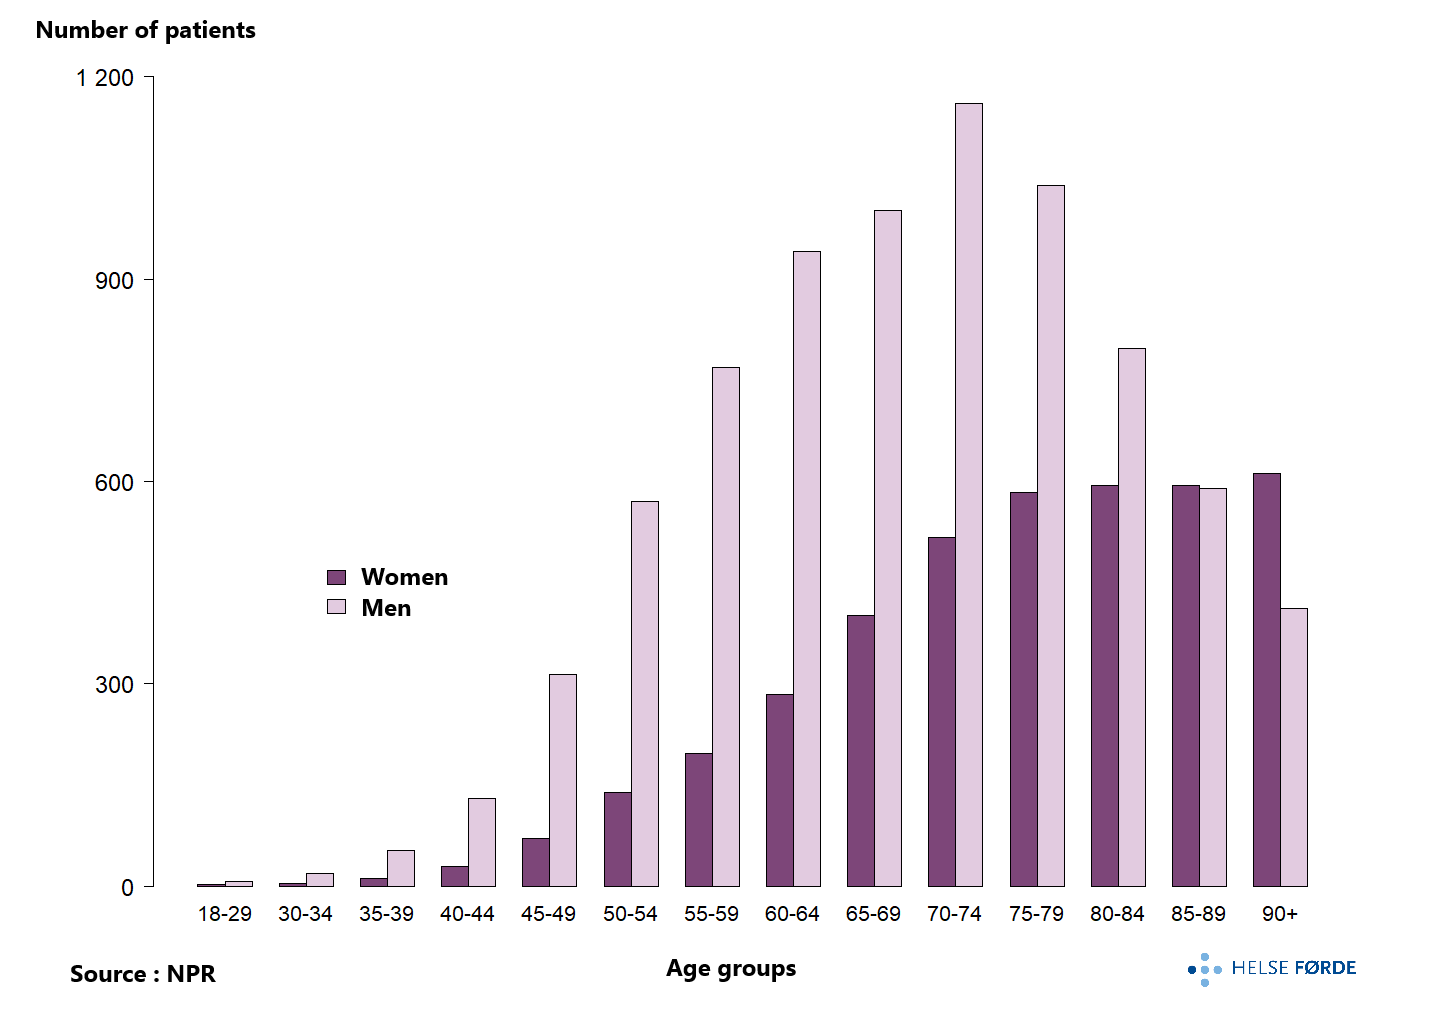 Number of patients
1 200
900
600
300
0
Women
Men
18-29 30-34 35-39 40-44 45-49 50-54 55-59 60-64 65-69 70-74 75-79 80-84 85-89 90+
Age groups
Source : NPR
HELSE FØRDE